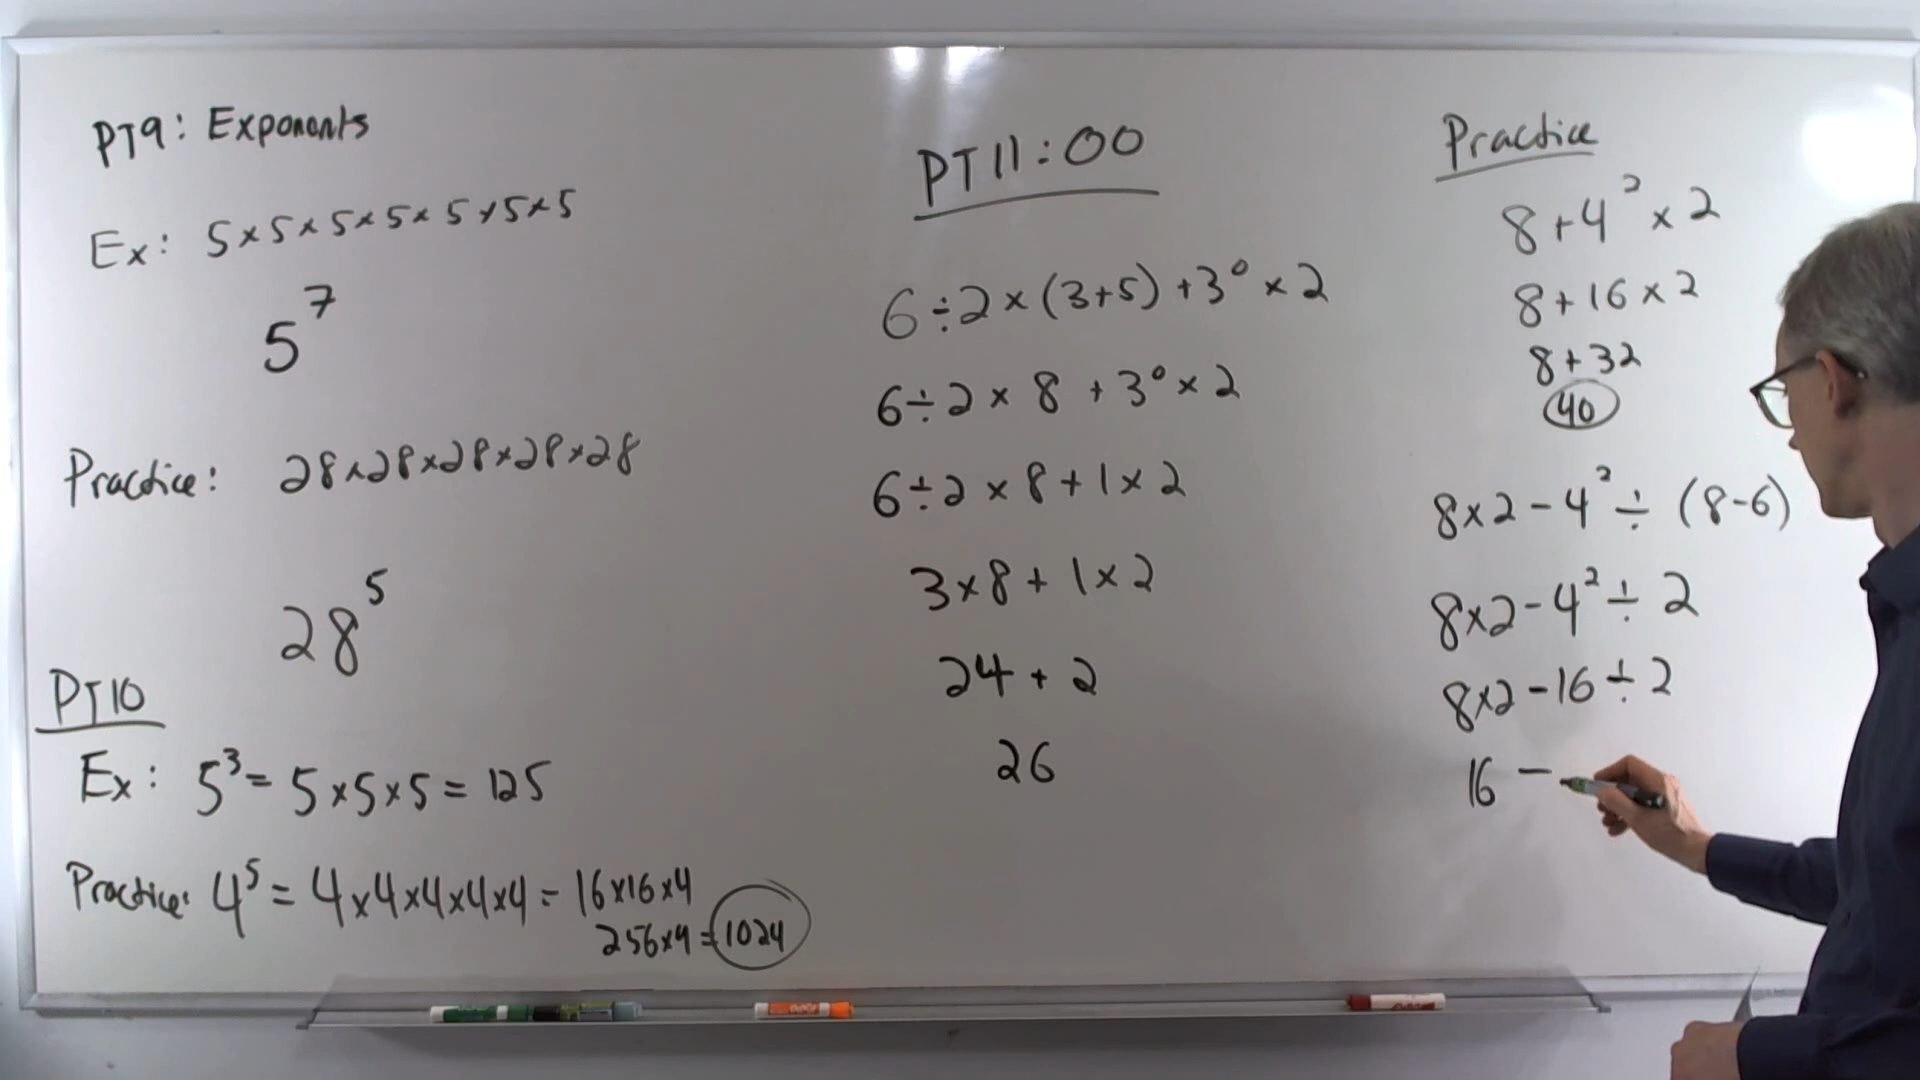 PT9: Exponents
Ex: 5×5×5×5×5×5×5
5⁷
Practice: 28×28×28×28×28
28⁵
PT10
Ex: 5³= 5×5×5 = 125
Practice: 4⁵ = 4×4×4×4×4 = 16×16×4
256×4 = 1024
PT11: OO
6÷2×(3+5)+3⁰×2
6÷2×8+3⁰×2
6÷2×8+1×2
3×8+1×2
24+2
26
Practice
8+4²×2
8+16×2
8+32
40
8×2-4²÷(8-6)
8×2-4²÷2
8×2-16÷2
16 -